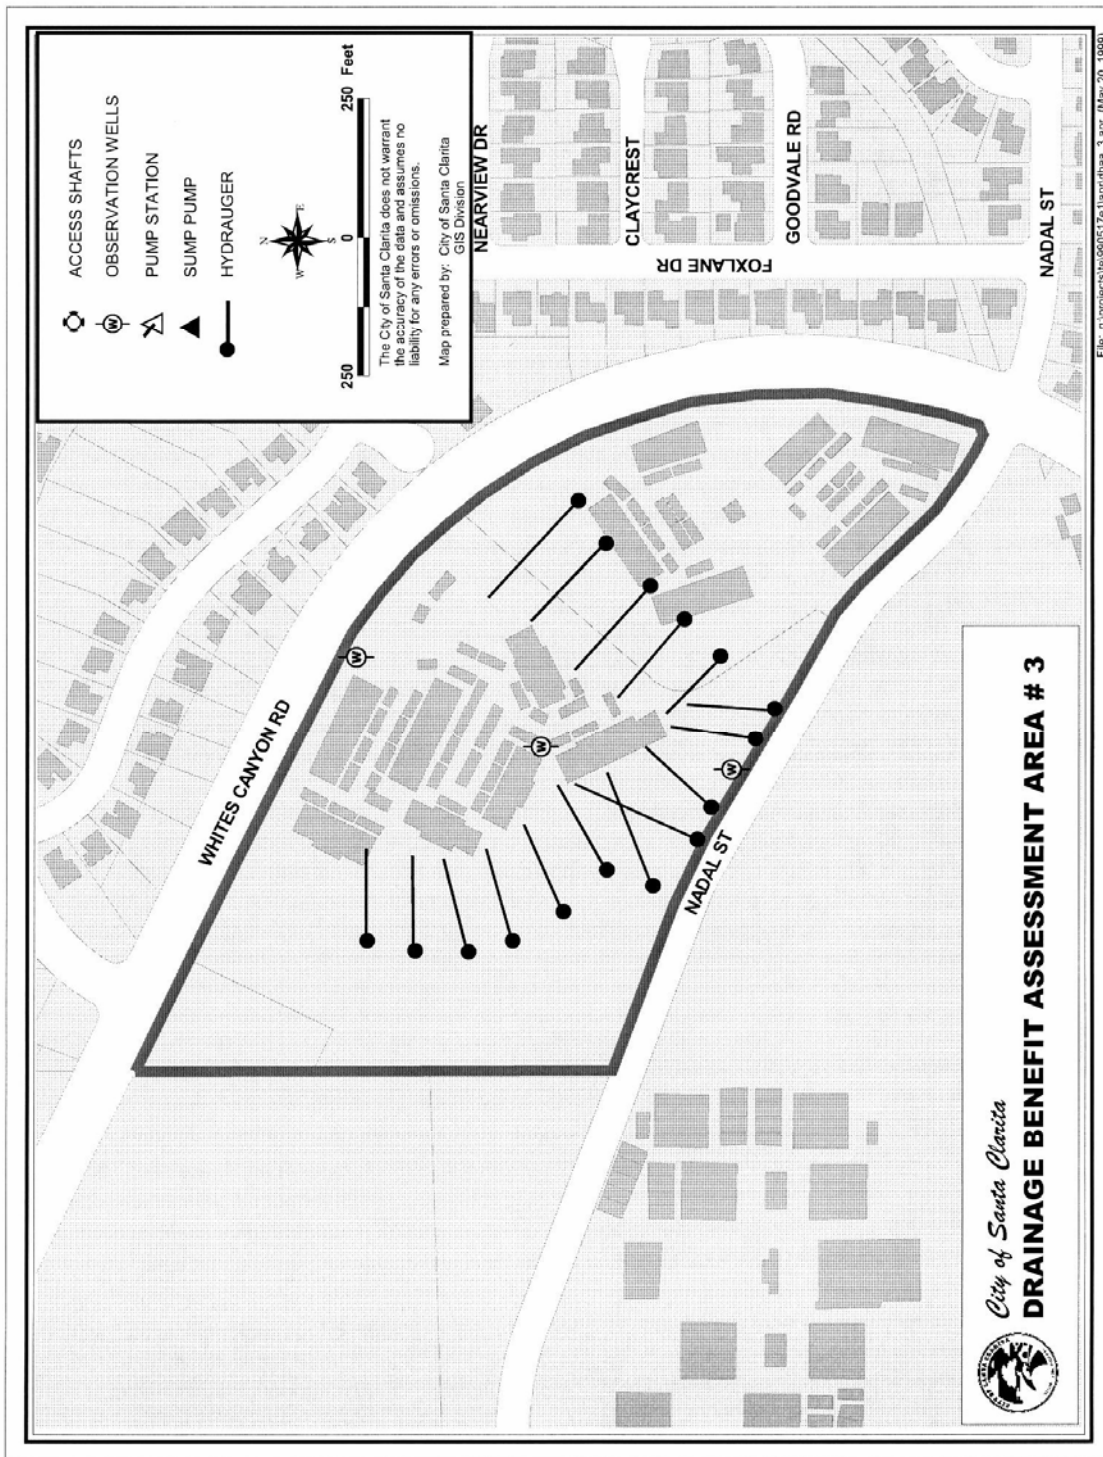 ACCESS SHAFTS
OBSERVATION WELLS
PUMP STATION
SUMP PUMP
HYDRAUGER
N
W
E
S
250
0
250 Feet
The City of Santa Clarita does not warrant
the accuracy of the data and assumes no
liability for any errors or omissions.
Map prepared by: City of Santa Clarita
GIS Division
NEARVIEW DR
CLAYCREST
GOODVALE RD
FOXLANE DR
NADAL ST
WHITES CANYON RD
W
W
W
W
NADAL ST
City of Santa Clarita
DRAINAGE BENEFIT ASSESSMENT AREA # 3